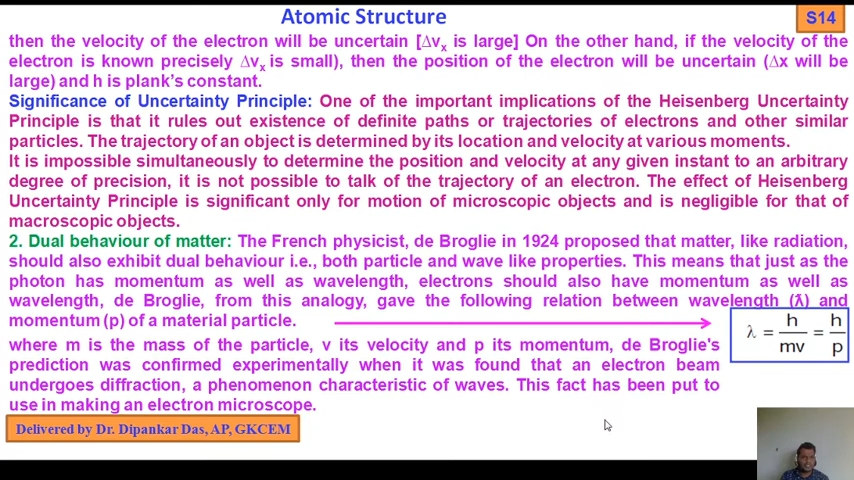 Atomic Structure
S14
then the velocity of the electron will be uncertain [∆vx is large] On the other hand, if the velocity of the
electron is known precisely ∆vx is small), then the position of the electron will be uncertain (∆x will be
large) and h is plank's constant.
Significance of Uncertainty Principle: One of the important implications of the Heisenberg Uncertainty
Principle is that it rules out existence of definite paths or trajectories of electrons and other similar
particles. The trajectory of an object is determined by its location and velocity at various moments.
It is impossible simultaneously to determine the position and velocity at any given instant to an arbitrary
degree of precision, it is not possible to talk of the trajectory of an electron. The effect of Heisenberg
Uncertainty Principle is significant only for motion of microscopic objects and is negligible for that of
macroscopic objects.
2. Dual behaviour of matter: The French physicist, de Broglie in 1924 proposed that matter, like radiation,
should also exhibit dual behaviour i.e., both particle and wave like properties. This means that just as the
photon has momentum as well as wavelength, electrons should also have momentum as well as
wavelength, de Broglie, from this analogy, gave the following relation between wavelength (ƛ) and
momentum (p) of a material particle.
λ = h/mv = h/p
where m is the mass of the particle, v its velocity and p its momentum, de Broglie's
prediction was confirmed experimentally when it was found that an electron beam
undergoes diffraction, a phenomenon characteristic of waves. This fact has been put to
use in making an electron microscope.
Delivered by Dr. Dipankar Das, AP, GKCEM